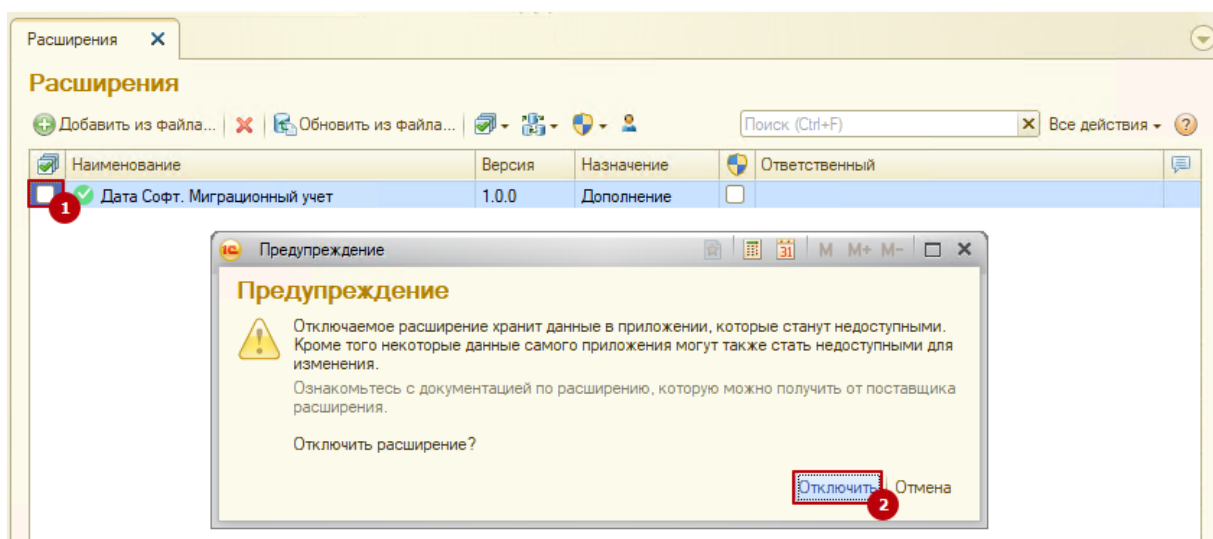 Расширения
Расширения
Добавить из файла... Обновить из файла... Поиск (Ctrl+F) Все действия
Наименование Версия Назначение Ответственный
1 Дата Софт. Миграционный учет 1.0.0 Дополнение
1С Предупреждение 31 M M+ M-
Предупреждение
Отключаемое расширение хранит данные в приложении, которые станут недоступными.
Кроме того некоторые данные самого приложения могут также стать недоступными для
изменения.
Ознакомьтесь с документацией по расширению, которую можно получить от поставщика
расширения.
Отключить расширение?
Отключить Отмена
2